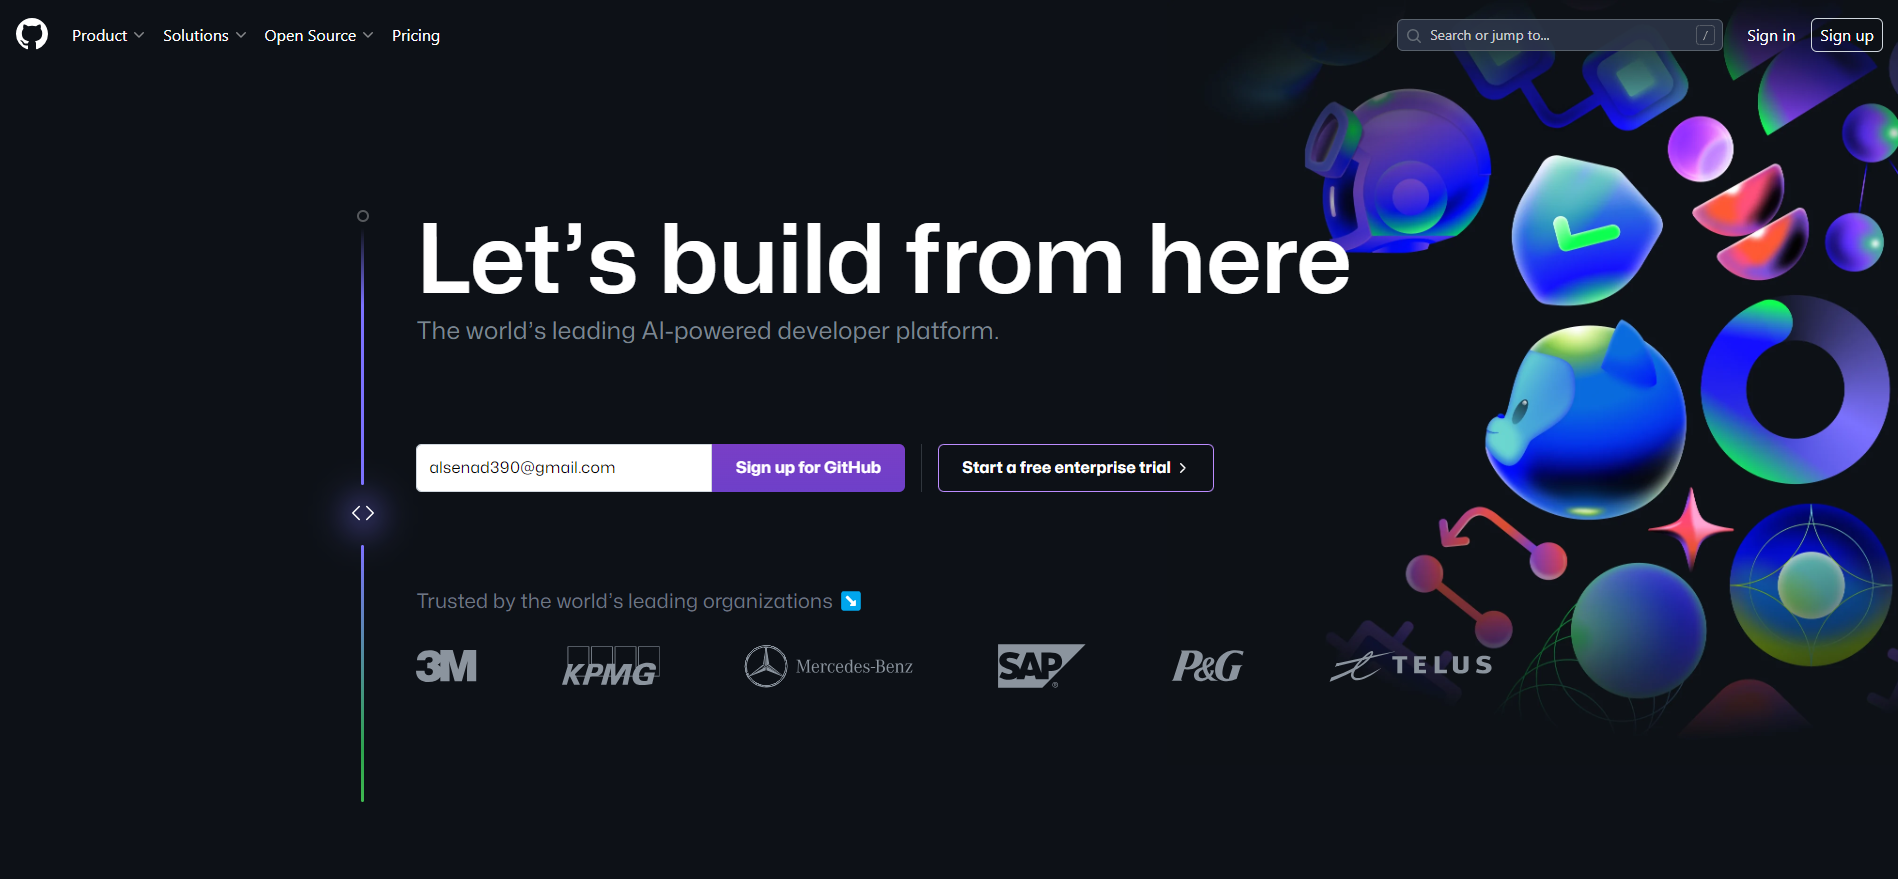 Product
Solutions
Open Source
Pricing
Search or jump to...
/
Sign in
Sign up
Let’s build from here
The world’s leading AI-powered developer platform.
alsenad390@gmail.com
Sign up for GitHub
Start a free enterprise trial
Trusted by the world’s leading organizations
3M
KPMG
Mercedes-Benz
SAP®
P&G
TELUS